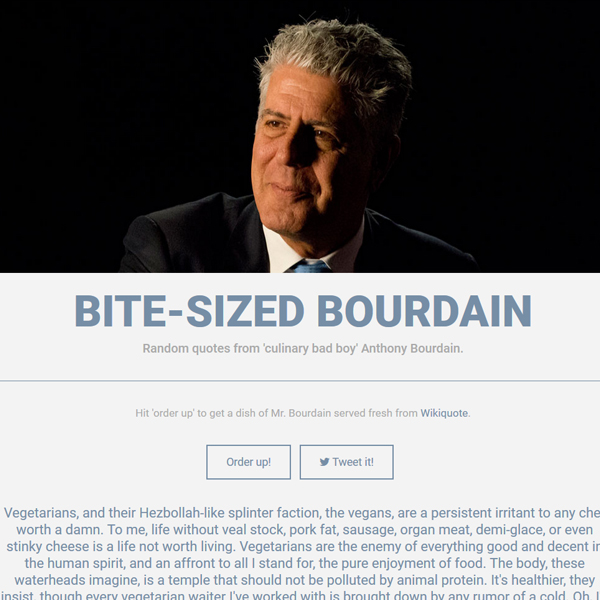 BITE-SIZED BOURDAIN
Random quotes from 'culinary bad boy' Anthony Bourdain.
Hit 'order up' to get a dish of Mr. Bourdain served fresh from Wikiquote.
Order up!
Tweet it!
Vegetarians, and their Hezbollah-like splinter faction, the vegans, are a persistent irritant to any che
worth a damn. To me, life without veal stock, pork fat, sausage, organ meat, demi-glace, or even
stinky cheese is a life not worth living. Vegetarians are the enemy of everything good and decent in
the human spirit, and an affront to all I stand for, the pure enjoyment of food. The body, these
waterheads imagine, is a temple that should not be polluted by animal protein. It's healthier, they
insist, though every vegetarian waiter I've worked with is brought down by any rumor of a cold. Oh, I